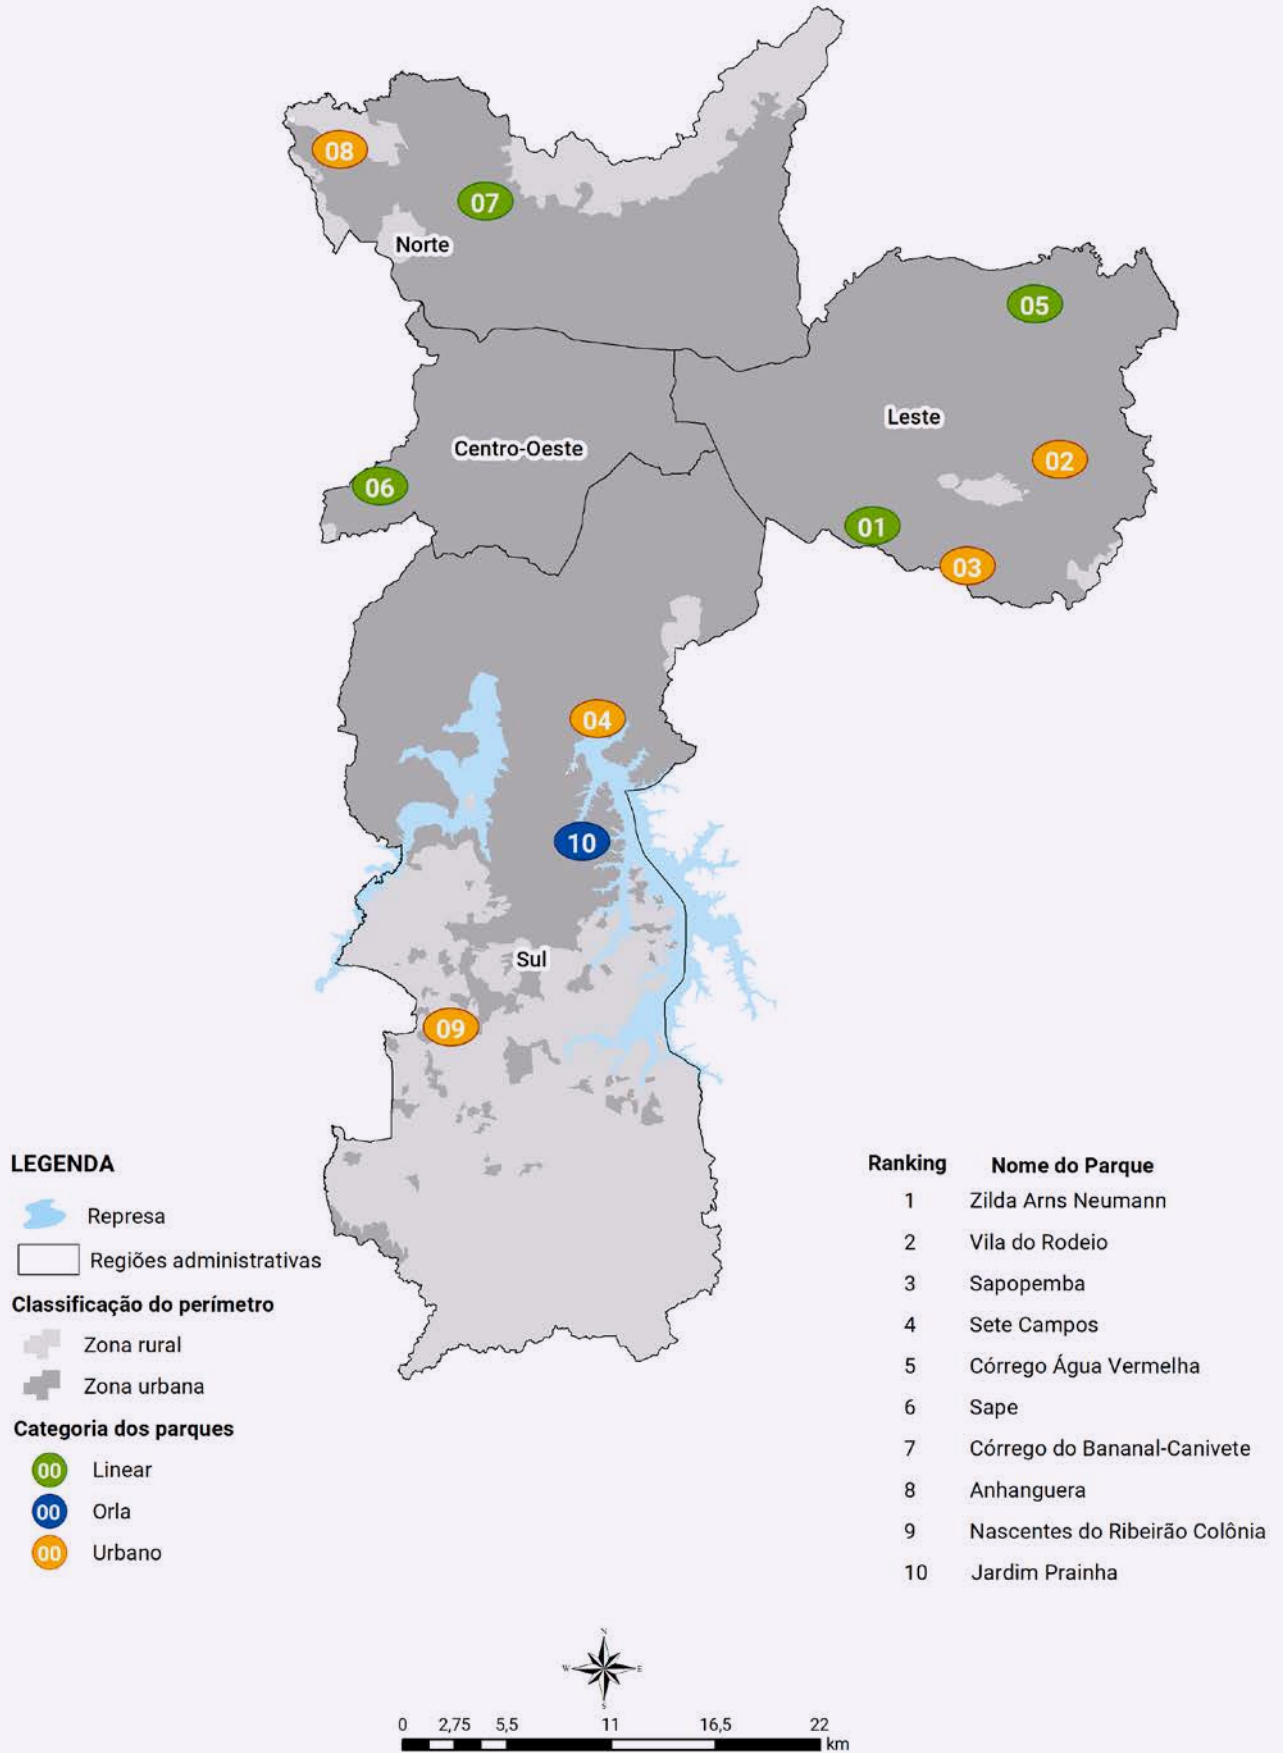 08
07
Norte
05
Leste
Centro-Oeste
02
06
01
03
04
10
Sul
09
LEGENDA
Represa
Regiões administrativas
Classificação do perímetro
Zona rural
Zona urbana
Categoria dos parques
00 Linear
00 Orla
00 Urbano
Ranking Nome do Parque
1 Zilda Arns Neumann
2 Vila do Rodeio
3 Sapopemba
4 Sete Campos
5 Córrego Água Vermelha
6 Sape
7 Córrego do Bananal-Canivete
8 Anhanguera
9 Nascentes do Ribeirão Colônia
10 Jardim Prainha
N
W E
S
0 2,75 5,5 11 16,5 22
km